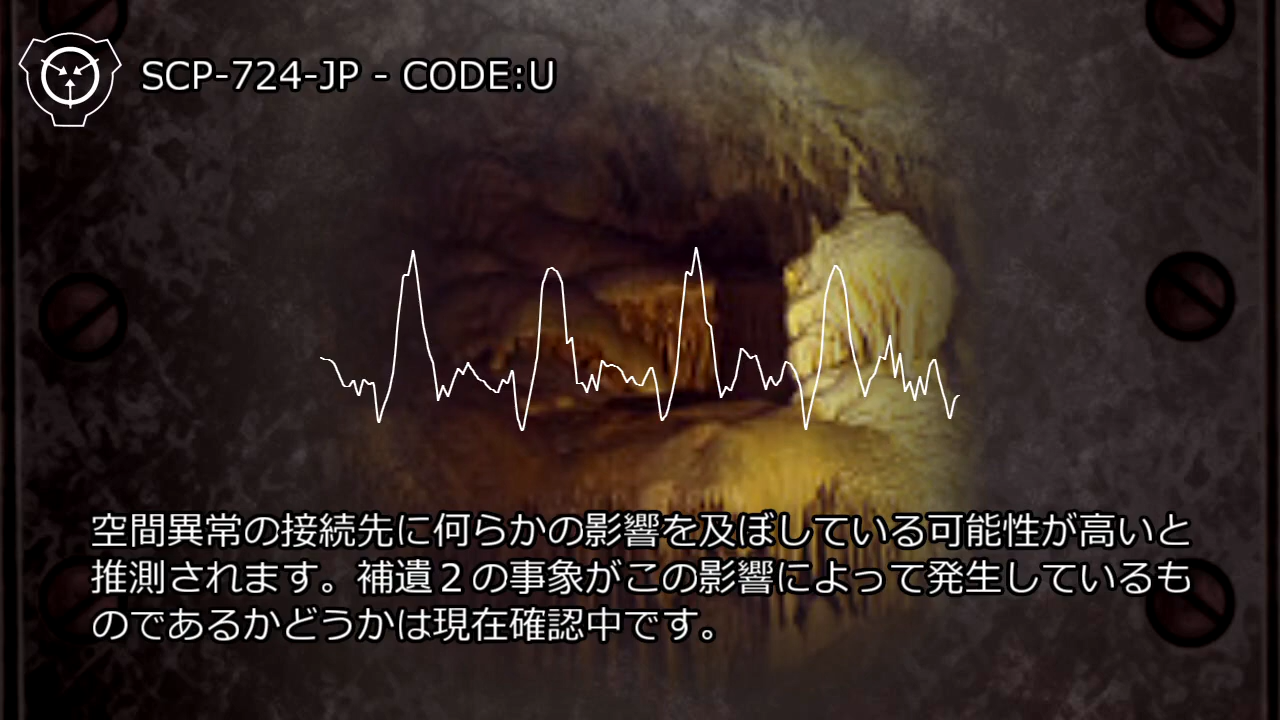 SCP-724-JP - CODE:U
空間異常の接続先に何らかの影響を及ぼしている可能性が高いと
推測されます。補遺２の事象がこの影響によって発生しているも
のであるかどうかは現在確認中です。